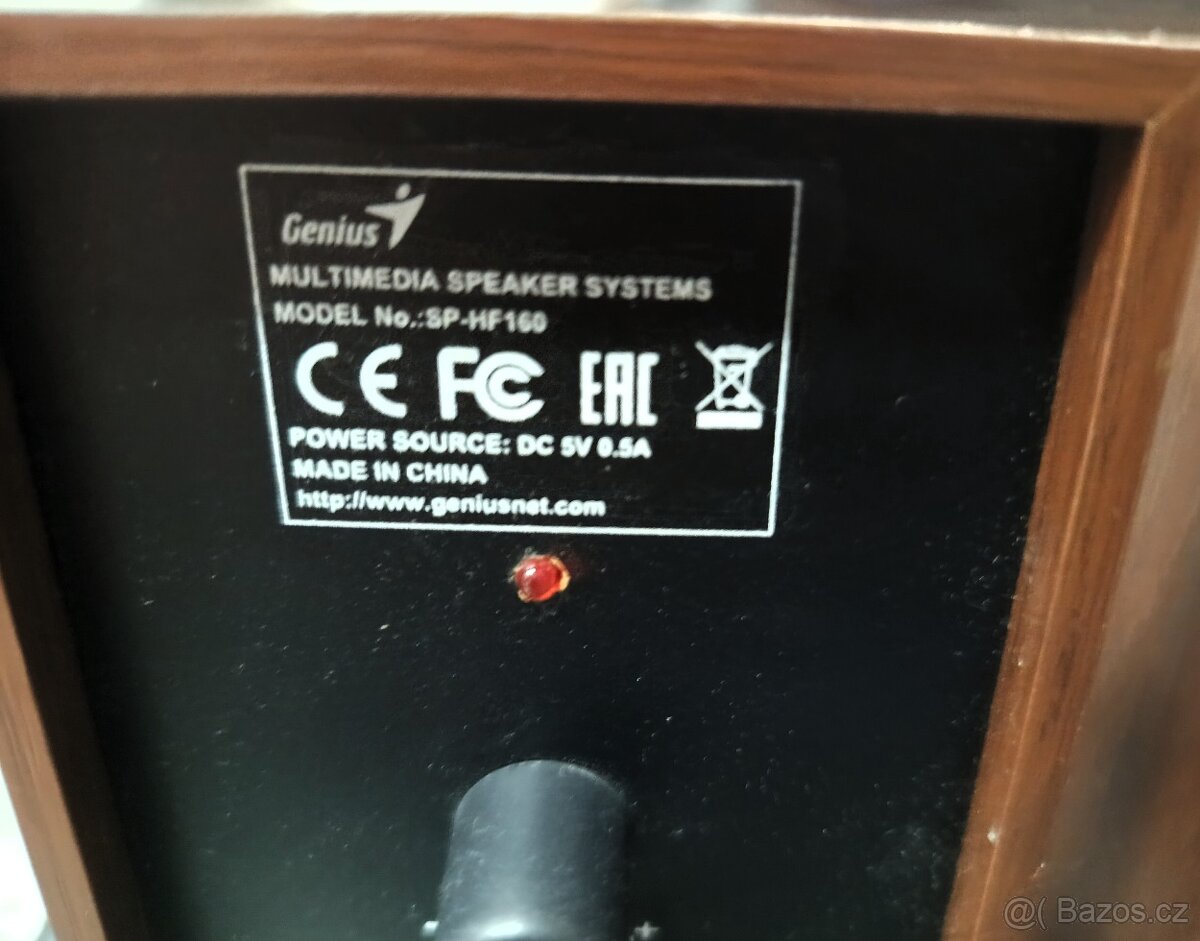 Genius
MULTIMEDIA SPEAKER SYSTEMS
MODEL No.:SP-HF160
CE FC EAC
POWER SOURCE: DC 5V 0.5A
MADE IN CHINA
http://www.geniusnet.com
@( Bazos.cz